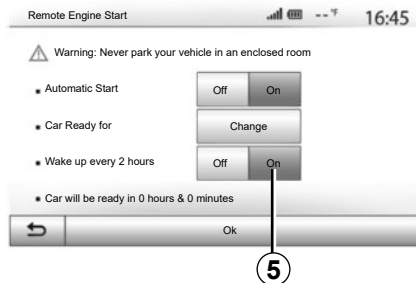 Remote Engine Start -- °F 16:45
Warning: Never park your vehicle in an enclosed room
Automatic Start Off On
Car Ready for Change
Wake up every 2 hours Off On
Car will be ready in 0 hours & 0 minutes
Ok
5